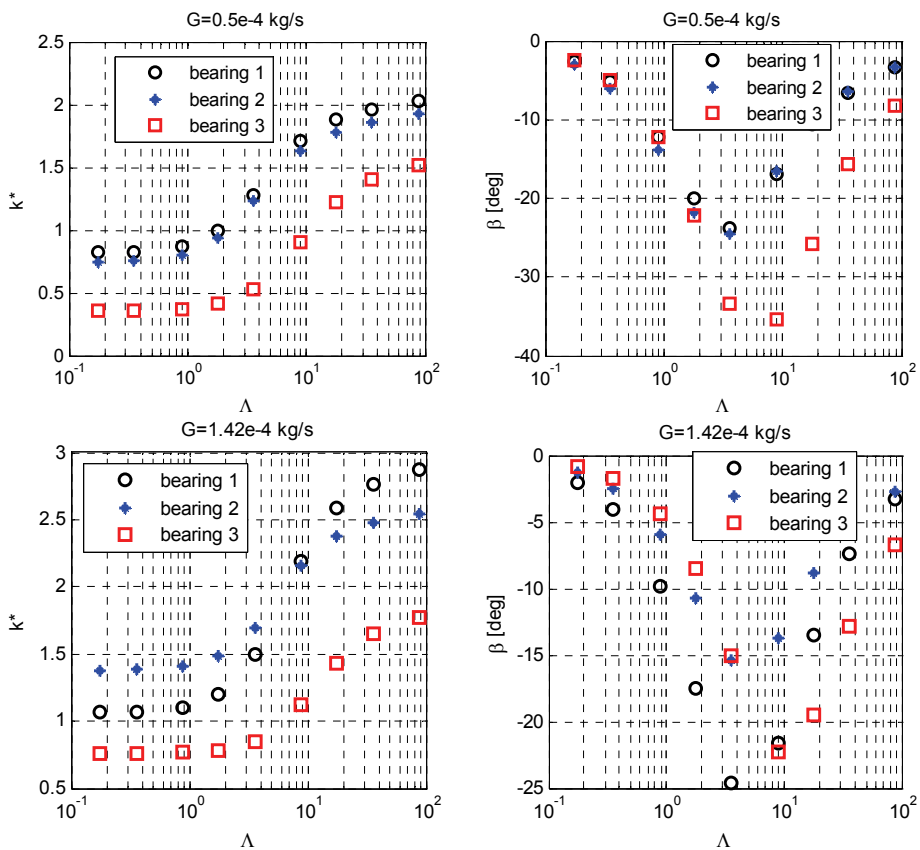 G=0.5e-4 kg/s
2.5
2
1.5
1
0.5
0
k*
bearing 1
bearing 2
bearing 3
10-1
100
101
102
Λ
G=0.5e-4 kg/s
0
-10
-20
-30
-40
β [deg]
bearing 1
bearing 2
bearing 3
10-1
100
101
102
Λ
G=1.42e-4 kg/s
3
2.5
2
1.5
1
0.5
k*
bearing 1
bearing 2
bearing 3
10-1
100
101
102
Λ
G=1.42e-4 kg/s
0
-5
-10
-15
-20
-25
β [deg]
bearing 1
bearing 2
bearing 3
10-1
100
101
102
Λ